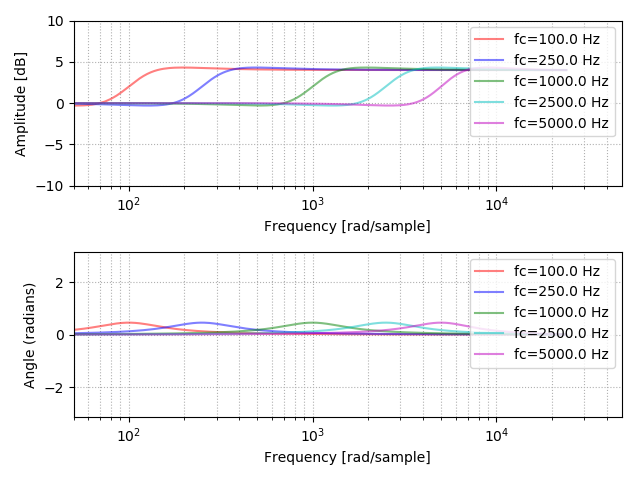 10
5
0
−5
−10
Amplitude [dB]
fc=100.0 Hz
fc=250.0 Hz
fc=1000.0 Hz
fc=2500.0 Hz
fc=5000.0 Hz
10² 10³ 10⁴
Frequency [rad/sample]
2
0
−2
Angle (radians)
fc=100.0 Hz
fc=250.0 Hz
fc=1000.0 Hz
fc=2500.0 Hz
fc=5000.0 Hz
10² 10³ 10⁴
Frequency [rad/sample]